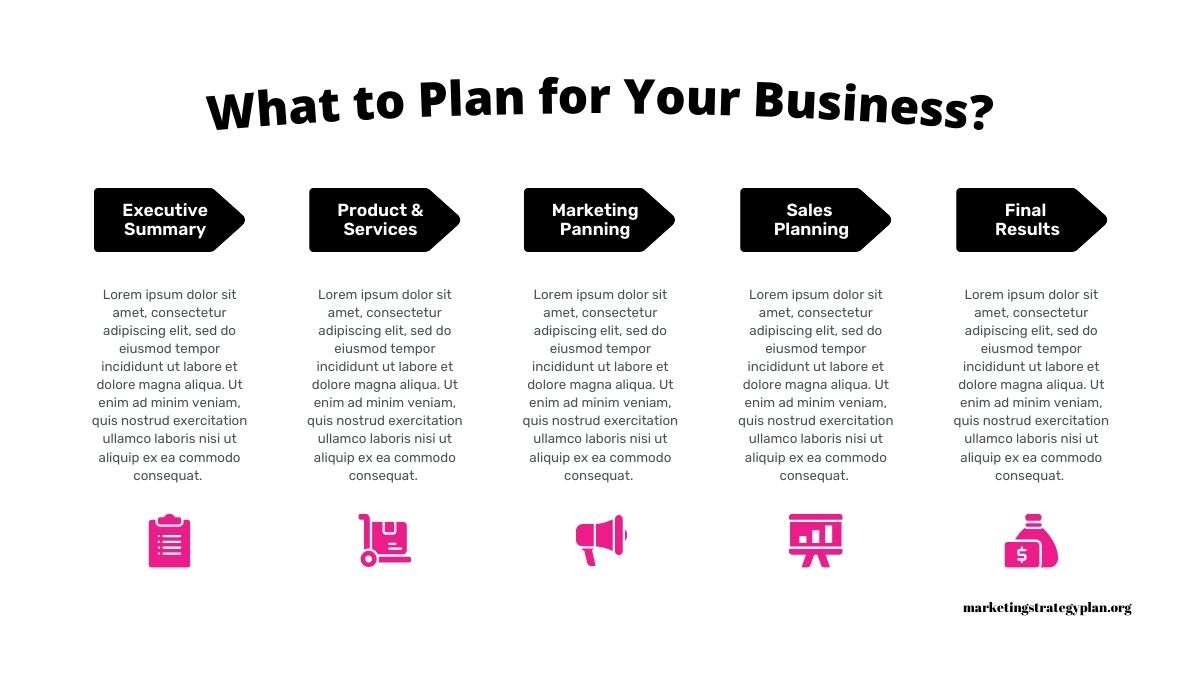 What to Plan for Your Business?
Executive
Summary
Lorem ipsum dolor sit
amet, consectetur
adipiscing elit, sed do
eiusmod tempor
incididunt ut labore et
dolore magna aliqua. Ut
enim ad minim veniam,
quis nostrud exercitation
ullamco laboris nisi ut
aliquip ex ea commodo
consequat.
Product &
Services
Lorem ipsum dolor sit
amet, consectetur
adipiscing elit, sed do
eiusmod tempor
incididunt ut labore et
dolore magna aliqua. Ut
enim ad minim veniam,
quis nostrud exercitation
ullamco laboris nisi ut
aliquip ex ea commodo
consequat.
Marketing
Panning
Lorem ipsum dolor sit
amet, consectetur
adipiscing elit, sed do
eiusmod tempor
incididunt ut labore et
dolore magna aliqua. Ut
enim ad minim veniam,
quis nostrud exercitation
ullamco laboris nisi ut
aliquip ex ea commodo
consequat.
Sales
Planning
Lorem ipsum dolor sit
amet, consectetur
adipiscing elit, sed do
eiusmod tempor
incididunt ut labore et
dolore magna aliqua. Ut
enim ad minim veniam,
quis nostrud exercitation
ullamco laboris nisi ut
aliquip ex ea commodo
consequat.
Final
Results
Lorem ipsum dolor sit
amet, consectetur
adipiscing elit, sed do
eiusmod tempor
incididunt ut labore et
dolore magna aliqua. Ut
enim ad minim veniam,
quis nostrud exercitation
ullamco laboris nisi ut
aliquip ex ea commodo
consequat.
$
marketingstrategyplan.org